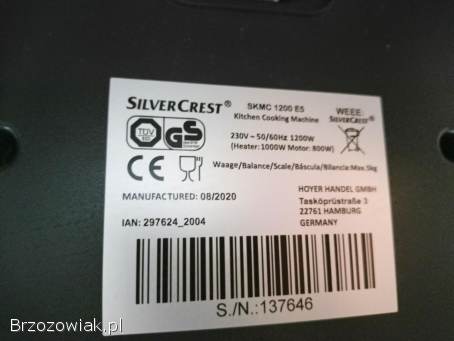 SILVERCREST®
SKMC 1200 E5
Kitchen Cooking Machine
WEEE:
SILVERCREST®
230V ~ 50/60Hz 1200W
(Heater: 1000W Motor: 800W)
TÜV
GS
CE
Waage/Balance/Scale/Báscula/Bilancia:Max.5kg
MANUFACTURED: 08/2020
HOYER HANDEL GMBH
Tasköprüstraße 3
22761 HAMBURG
GERMANY
IAN: 297624_2004
S./N.:137646
Brzozowiak.pl